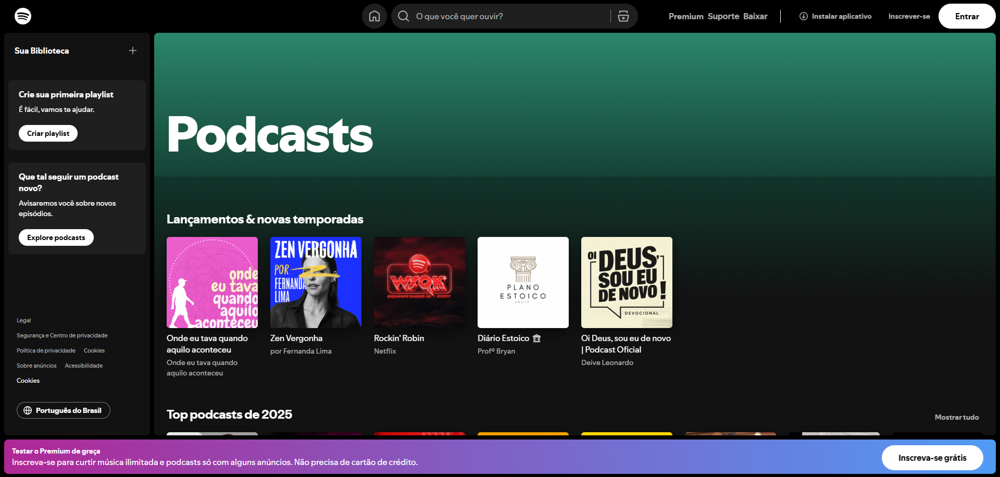 O que você quer ouvir?
Premium Suporte Baixar
Instalar aplicativo
Inscrever-se
Entrar
Sua Biblioteca
Crie sua primeira playlist
É fácil, vamos te ajudar.
Criar playlist
Que tal seguir um podcast
novo?
Avisaremos você sobre novos
episódios.
Explore podcasts
Legal
Segurança e Centro de privacidade
Política de privacidade Cookies
Sobre anúncios Acessibilidade
Cookies
Português do Brasil
Podcasts
Lançamentos & novas temporadas
onde
eu tava
quando
aquilo
aconteceu
Onde eu tava quando
aquilo aconteceu
Onde eu tava quando
aquilo aconteceu
ZEN VERGONHA
POR
FERNANDA
LIMA
Zen Vergonha
por Fernanda Lima
WSQK
SQUAWK RADIO ON SPOTIFY
Rockin' Robin
Netflix
PLANO
ESTOICO
ARETÉ
Diário Estoico 🏛️
Profº Bryan
OI DEUS,
SOU EU
DE NOVO!
DEVOCIONAL
Oi Deus, sou eu de novo
| Podcast Oficial
Deive Leonardo
Top podcasts de 2025
Mostrar tudo
Testar o Premium de graça
Inscreva-se para curtir música ilimitada e podcasts só com alguns anúncios. Não precisa de cartão de crédito.
Inscreva-se grátis